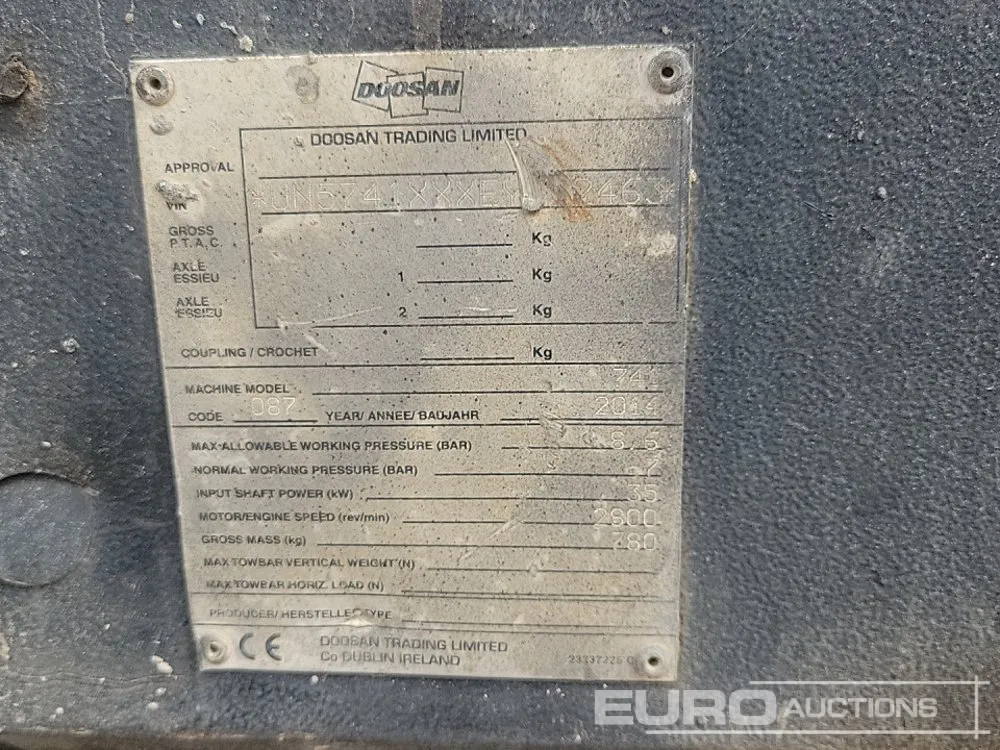 DOOSAN
DOOSAN TRADING LIMITED
APPROVAL
VIN
GROSS Kg
P.T.A.C.
AXLE 1 Kg
ESSIEU
AXLE 2 Kg
ESSIEU
COUPLING / CROCHET Kg
MACHINE MODEL
CODE 087 YEAR/ ANNEE/ BAUJAHR 2014
MAX-ALLOWABLE WORKING PRESSURE (BAR)
NORMAL WORKING PRESSURE (BAR)
INPUT SHAFT POWER (kW) 35
MOTOR/ENGINE SPEED (rev/min) 2800
GROSS MASS (kg)
MAX TOWBAR VERTICAL WEIGHT (N)
MAX TOWBAR HORIZ. LOAD (N)
PRODUCER/ HERSTELLER TYPE
CE DOOSAN TRADING LIMITED
Co DUBLIN IRELAND
EURO AUCTIONS